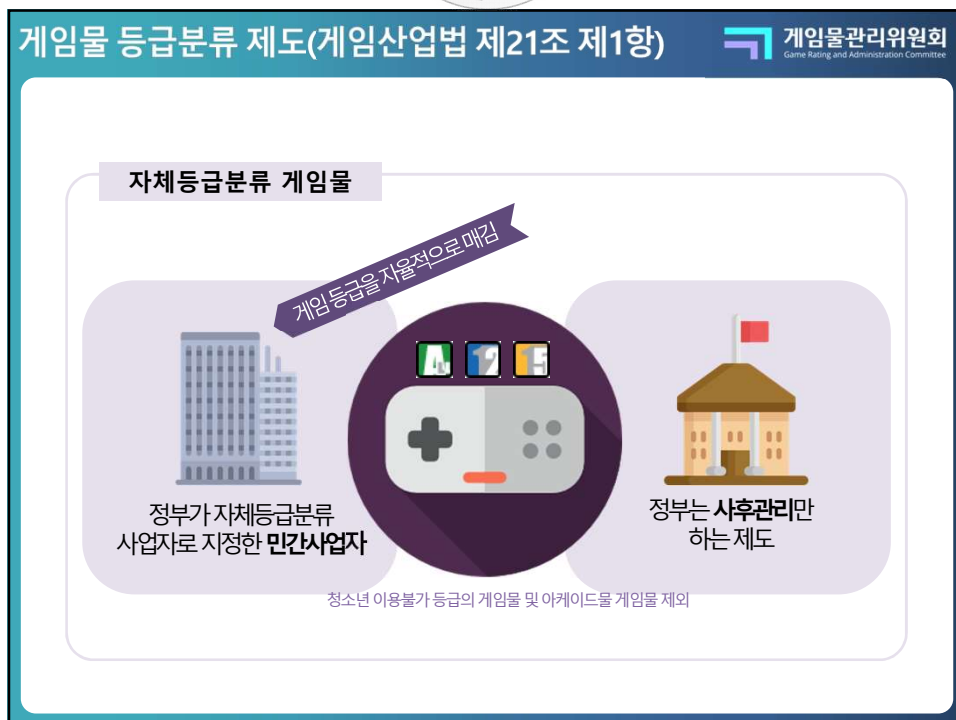 게임물 등급분류 제도(게임산업법 제21조 제1항)
게임물관리위원회
Game Rating and Administration Committee
자체등급분류 게임물
게임 등급을 자율적으로 매김
12
15
정부가 자체등급분류
사업자로 지정한 민간사업자
정부는 사후관리만
하는 제도
청소년 이용불가 등급의 게임물 및 아케이드물 게임물 제외